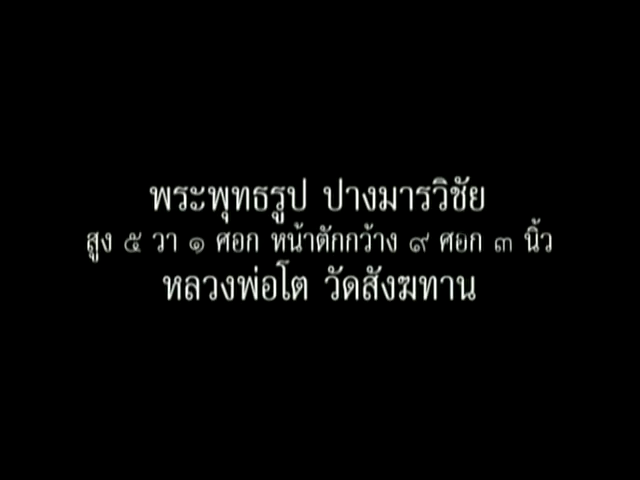 พระพุทธรูป ปางมารวิชัย
สูง ๕ วา ๑ ศอก หน้าตักกว้าง ๙ ศอก ๓ นิ้ว
หลวงพ่อโต วัดสังฆทาน